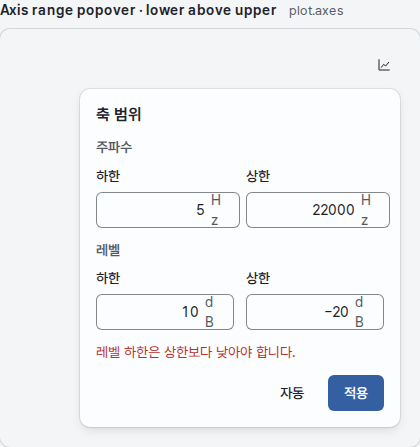 Axis range popover · lower above upper plot.axes
축 범위
주파수
하한 상한
5 Hz 22000 Hz
레벨
하한 상한
10 dB −20 dB
레벨 하한은 상한보다 낮아야 합니다.
자동 적용